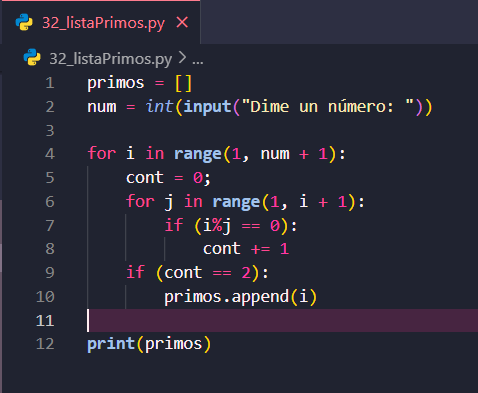 32_listaPrimos.py ×
32_listaPrimos.py > ...
1 primos = []
2 num = int(input("Dime un número: "))
3
4 for i in range(1, num + 1):
5     cont = 0;
6     for j in range(1, i + 1):
7         if (i%j == 0):
8             cont += 1
9     if (cont == 2):
10         primos.append(i)
11
12 print(primos)